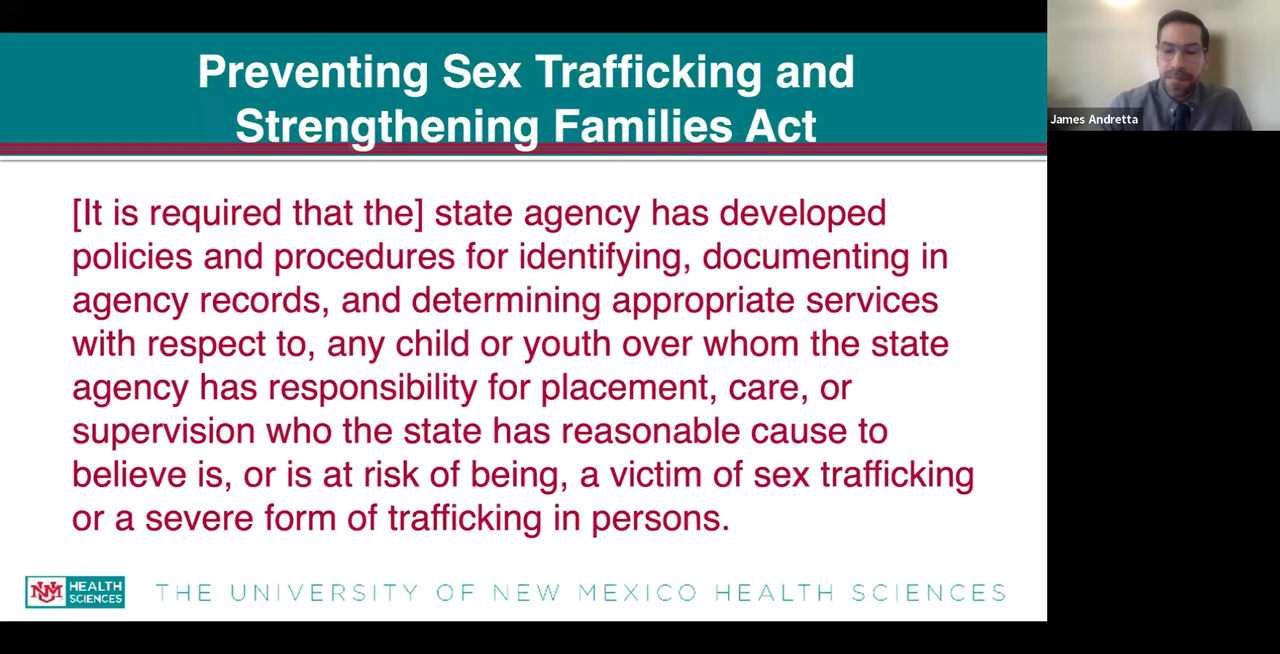 Preventing Sex Trafficking and
Strengthening Families Act
James Andretta
[It is required that the] state agency has developed
policies and procedures for identifying, documenting in
agency records, and determining appropriate services
with respect to, any child or youth over whom the state
agency has responsibility for placement, care, or
supervision who the state has reasonable cause to
believe is, or is at risk of being, a victim of sex trafficking
or a severe form of trafficking in persons.
UNM
HEALTH
SCIENCES
THE UNIVERSITY OF NEW MEXICO HEALTH SCIENCES